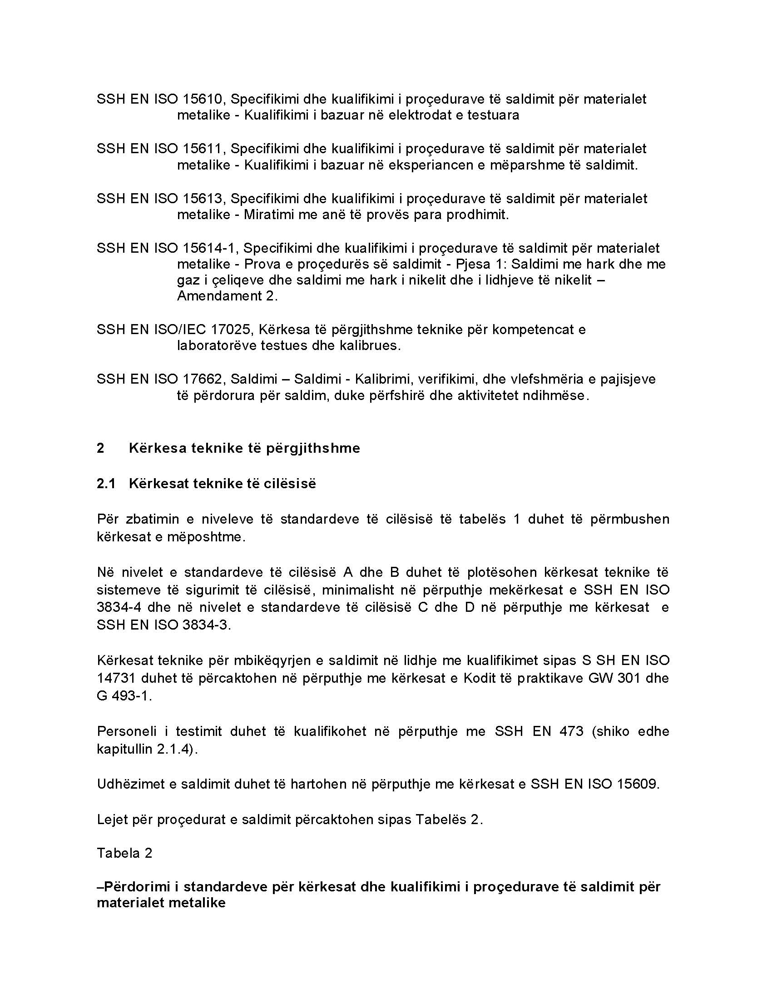 SSH EN ISO 15610, Specifikimi dhe kualifikimi i proçedurave të saldimit për materialet
metalike - Kualifikimi i bazuar në elektrodat e testuara
SSH EN ISO 15611, Specifikimi dhe kualifikimi i proçedurave të saldimit për materialet
metalike - Kualifikimi i bazuar në eksperiancen e mëparshme të saldimit.
SSH EN ISO 15613, Specifikimi dhe kualifikimi i proçedurave të saldimit për materialet
metalike - Miratimi me anë të provës para prodhimit.
SSH EN ISO 15614-1, Specifikimi dhe kualifikimi i proçedurave të saldimit për materialet
metalike - Prova e proçedurës së saldimit - Pjesa 1: Saldimi me hark dhe me
gaz i çeliqeve dhe saldimi me hark i nikelit dhe i lidhjeve të nikelit –
Amendament 2.
SSH EN ISO/IEC 17025, Kërkesa të përgjithshme teknike për kompetencat e
laboratorëve testues dhe kalibrues.
SSH EN ISO 17662, Saldimi – Saldimi - Kalibrimi, verifikimi, dhe vlefshmëria e pajisjeve
të përdorura për saldim, duke përfshirë dhe aktivitetet ndihmëse.
2 Kërkesa teknike të përgjithshme
2.1 Kërkesat teknike të cilësisë
Për zbatimin e niveleve të standardeve të cilësisë të tabelës 1 duhet të përmbushen
kërkesat e mëposhtme.
Në nivelet e standardeve të cilësisë A dhe B duhet të plotësohen kërkesat teknike të
sistemeve të sigurimit të cilësisë, minimalisht në përputhje mekërkesat e SSH EN ISO
3834-4 dhe në nivelet e standardeve të cilësisë C dhe D në përputhje me kërkesat e
SSH EN ISO 3834-3.
Kërkesat teknike për mbikëqyrjen e saldimit në lidhje me kualifikimet sipas S SH EN ISO
14731 duhet të përcaktohen në përputhje me kërkesat e Kodit të praktikave GW 301 dhe
G 493-1.
Personeli i testimit duhet të kualifikohet në përputhje me SSH EN 473 (shiko edhe
kapitullin 2.1.4).
Udhëzimet e saldimit duhet të hartohen në përputhje me kërkesat e SSH EN ISO 15609.
Lejet për proçedurat e saldimit përcaktohen sipas Tabelës 2.
Tabela 2
–Përdorimi i standardeve për kërkesat dhe kualifikimi i proçedurave të saldimit për
materialet metalike